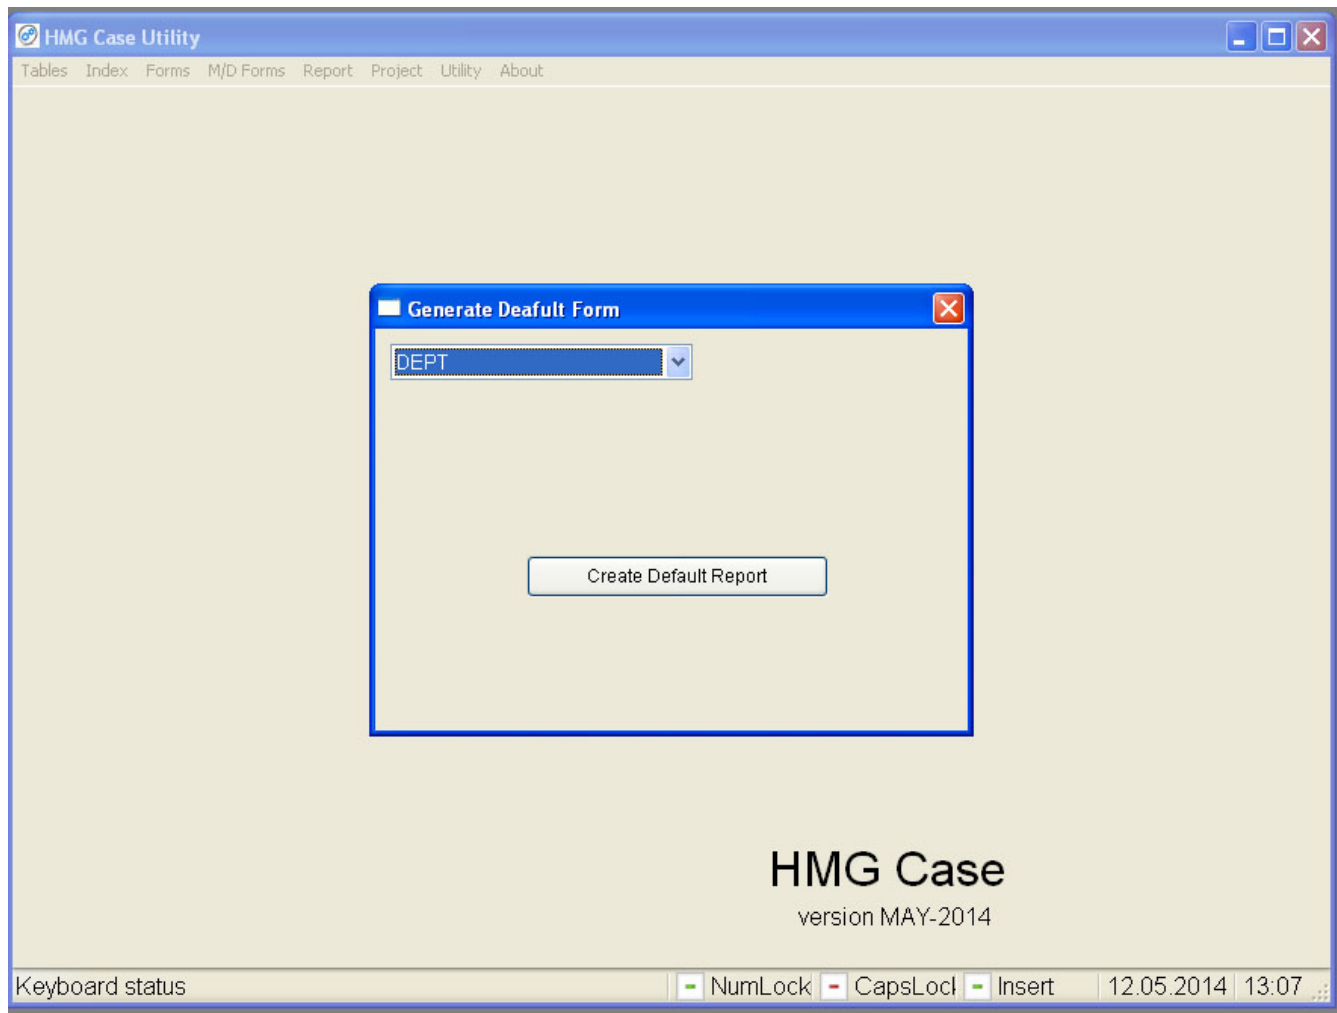 HMG Case Utility
Tables Index Forms M/D Forms Report Project Utility About
Generate Deafult Form
DEPT
Create Default Report
HMG Case
version MAY-2014
Keyboard status NumLock CapsLocl Insert 12.05.2014 13:07